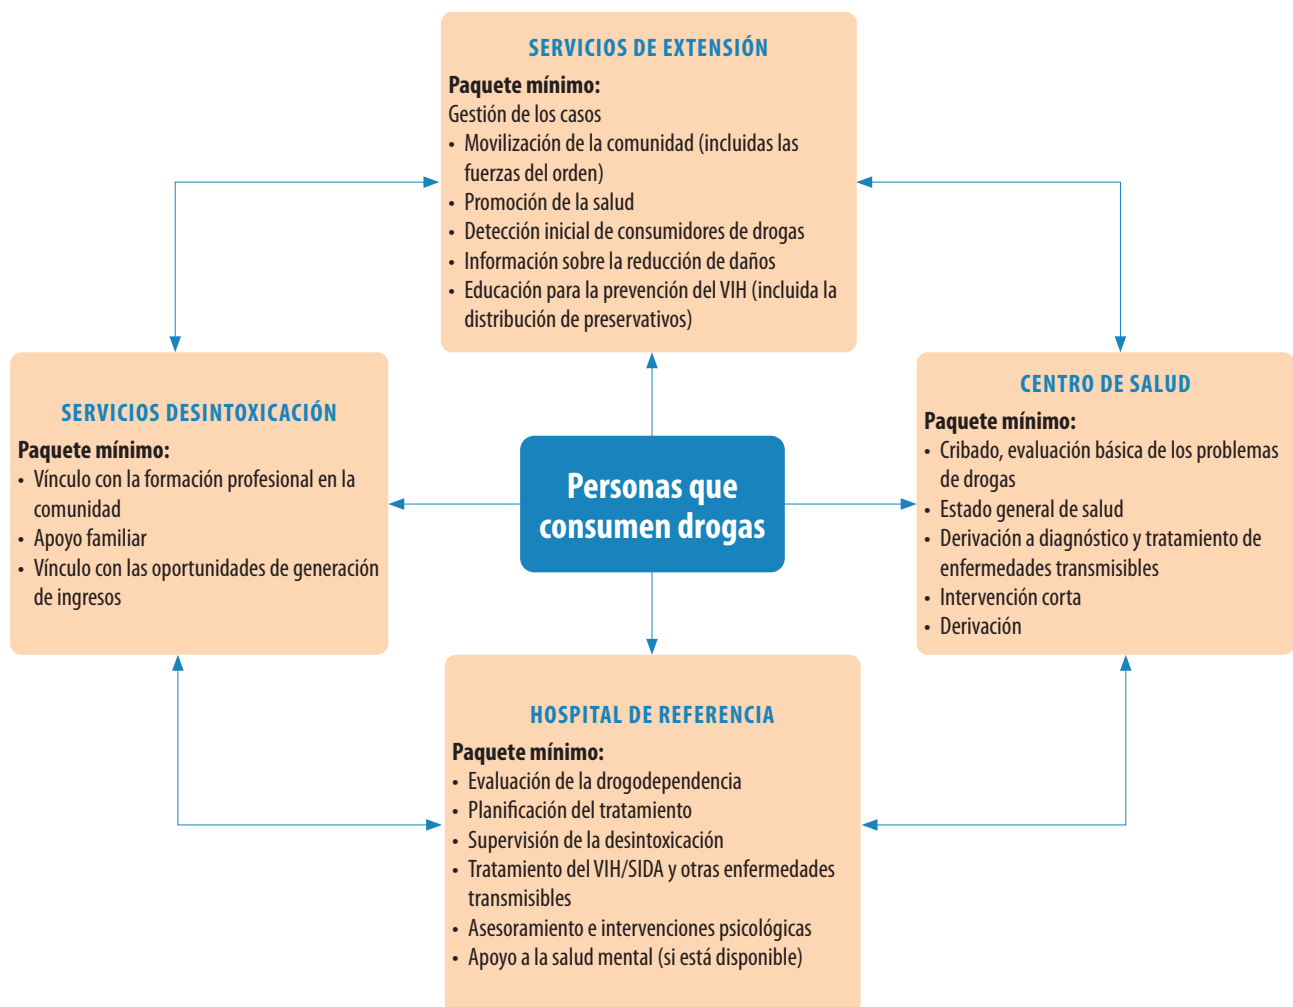 SERVICIOS DE EXTENSIÓN
Paquete mínimo:
Gestión de los casos
• Movilización de la comunidad (incluidas las
fuerzas del orden)
• Promoción de la salud
• Detección inicial de consumidores de drogas
• Información sobre la reducción de daños
• Educación para la prevención del VIH (incluida la
distribución de preservativos)
SERVICIOS DESINTOXICACIÓN
Paquete mínimo:
• Vínculo con la formación profesional en la
comunidad
• Apoyo familiar
• Vínculo con las oportunidades de generación
de ingresos
Personas que
consumen drogas
CENTRO DE SALUD
Paquete mínimo:
• Cribado, evaluación básica de los problemas
de drogas
• Estado general de salud
• Derivación a diagnóstico y tratamiento de
enfermedades transmisibles
• Intervención corta
• Derivación
HOSPITAL DE REFERENCIA
Paquete mínimo:
• Evaluación de la drogodependencia
• Planificación del tratamiento
• Supervisión de la desintoxicación
• Tratamiento del VIH/SIDA y otras enfermedades
transmisibles
• Asesoramiento e intervenciones psicológicas
• Apoyo a la salud mental (si está disponible)